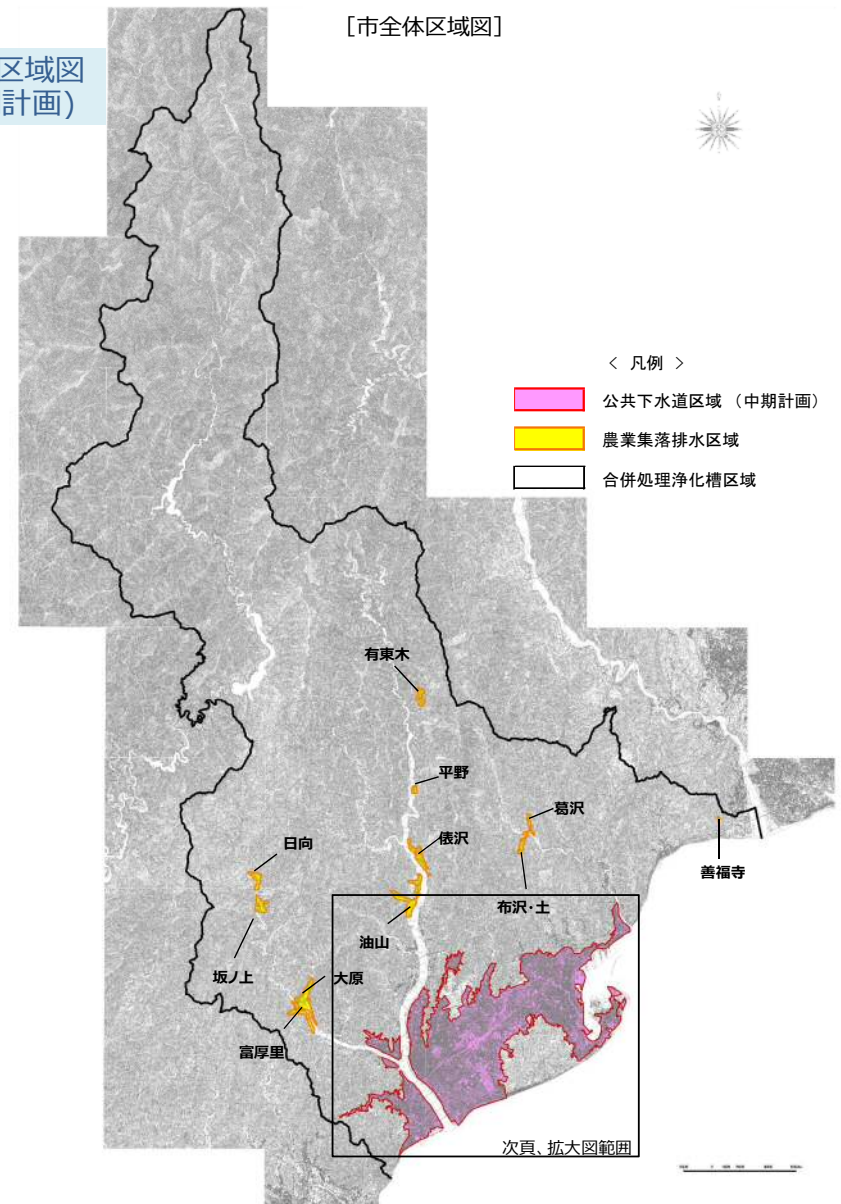 [市全体区域図]
区域図
計画)
< 凡例 >
公共下水道区域 (中期計画)
農業集落排水区域
合併処理浄化槽区域
有東木
平野
葛沢
日向
俵沢
善福寺
布沢・土
油山
坂ノ上
大原
富厚里
次頁、拡大図範囲